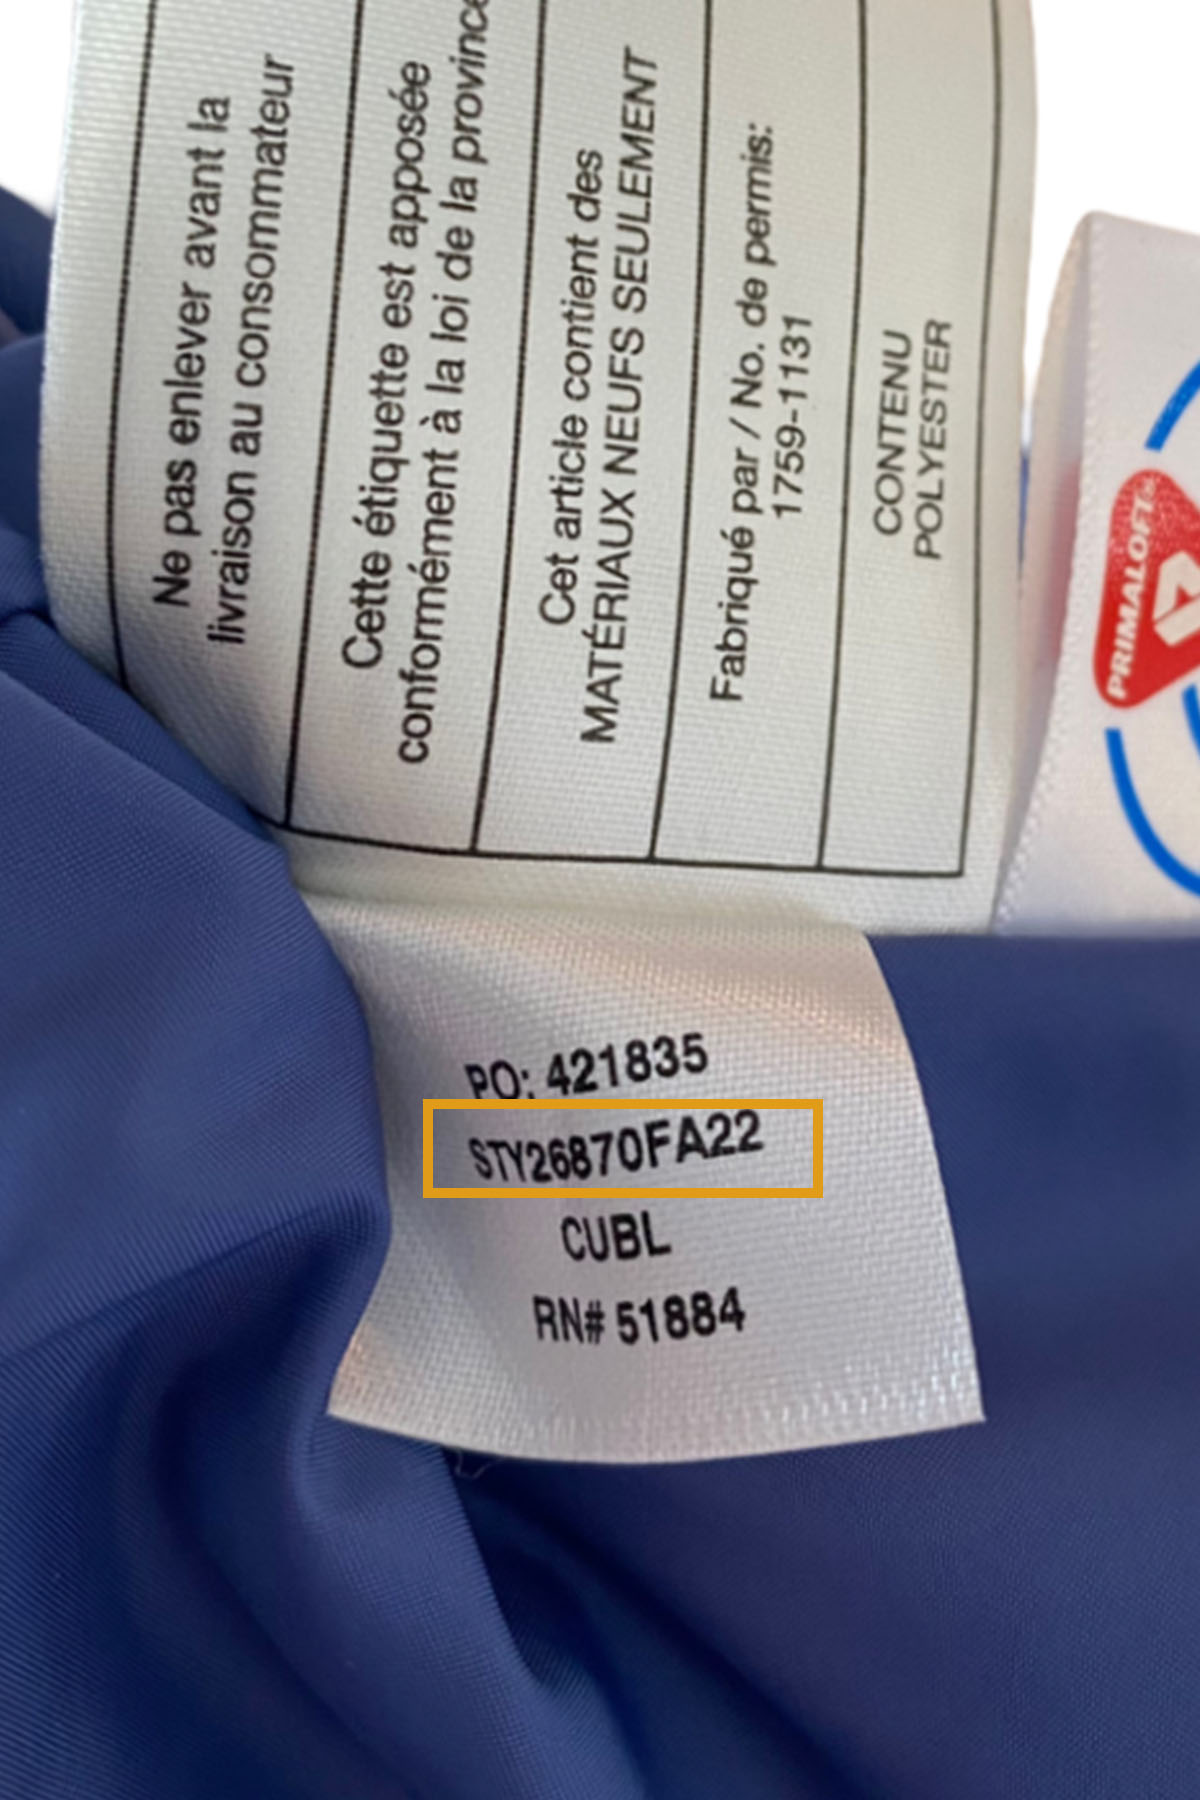 Ne pas enlever avant la
livraison au consommateur
Cette étiquette est apposée
conformément à la loi de la province
Cet article contient des
MATÉRIAUX NEUFS SEULEMENT
Fabriqué par / No. de permis:
1759-1131
CONTENU
POLYESTER
PRIMALOFT®
PO: 421835
STY26870FA22
CUBL
RN# 51884